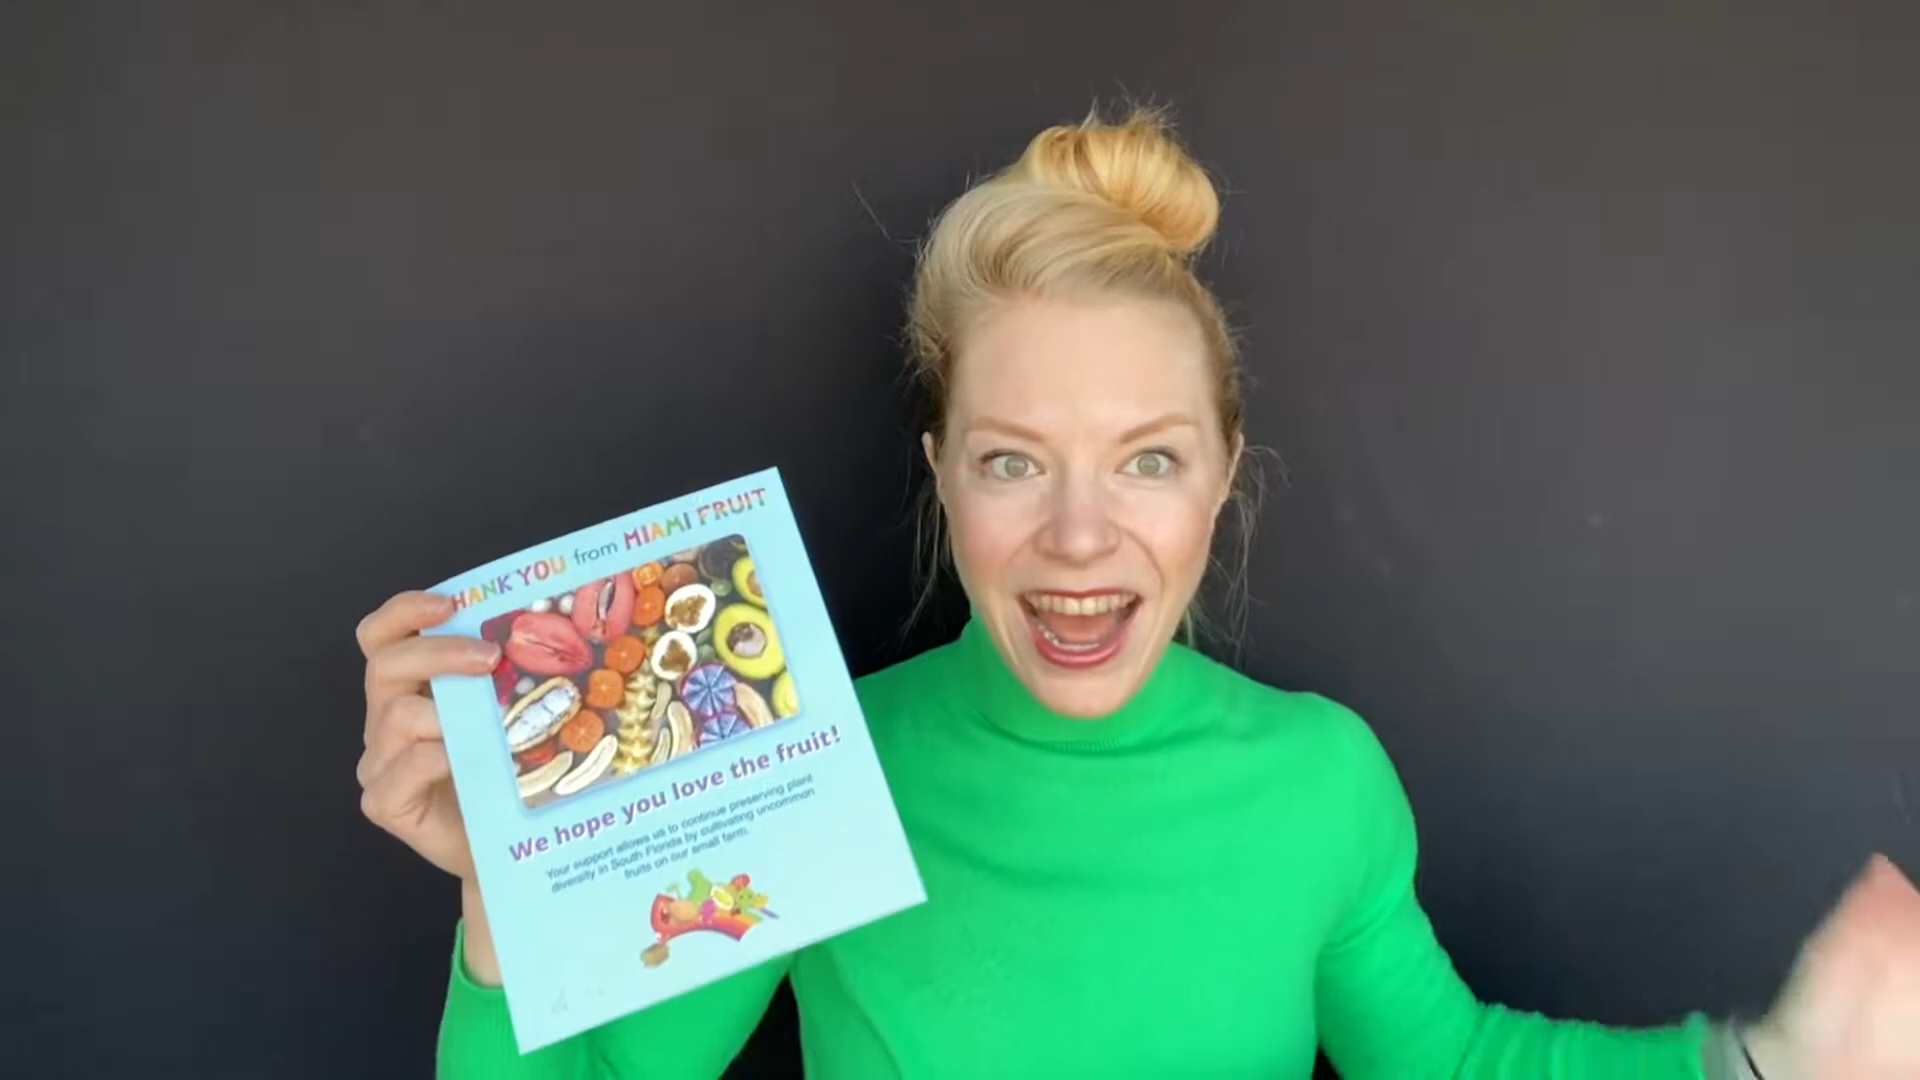 HANK YOU from MIAMI FRUIT
We hope you love the fruit!
Your support allows us to continue preserving plant
diversity in South Florida by cultivating uncommon
fruits on our small farm.